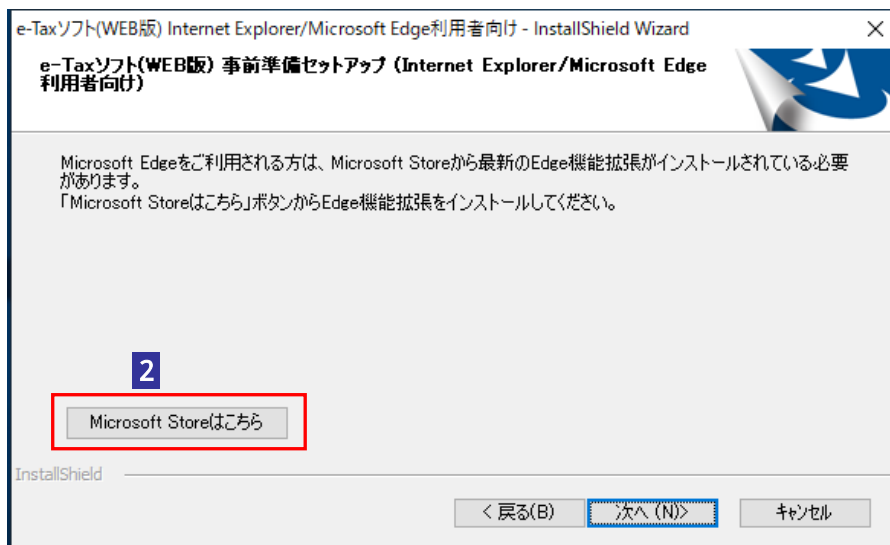 e-Taxソフト(WEB版) Internet Explorer/Microsoft Edge利用者向け - InstallShield Wizard
e-Taxソフト(WEB版) 事前準備セットアップ (Internet Explorer/Microsoft Edge
利用者向け)
Microsoft Edgeをご利用される方は、Microsoft Storeから最新のEdge機能拡張がインストールされている必要
があります。
「Microsoft Storeはこちら」ボタンからEdge機能拡張をインストールしてください。
2
Microsoft Storeはこちら
InstallShield
< 戻る(B)
次へ (N)>
キャンセル